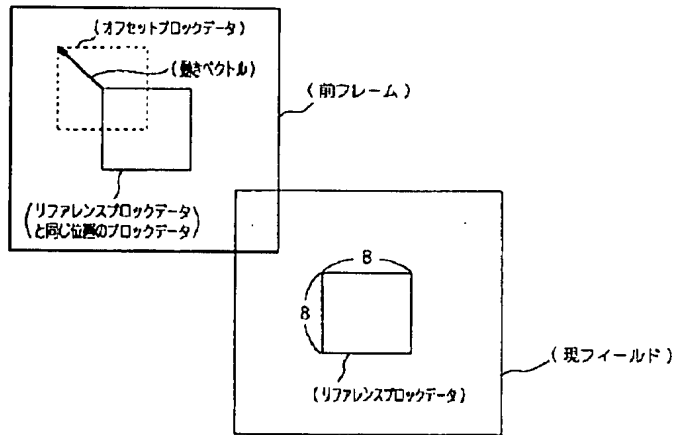 (オフセットブロックデータ)
(動きベクトル)
(前フレーム)
(リファレンスブロックデータ
と同じ位置のブロックデータ)
8
8
(現フィールド)
(リファレンスブロックデータ)